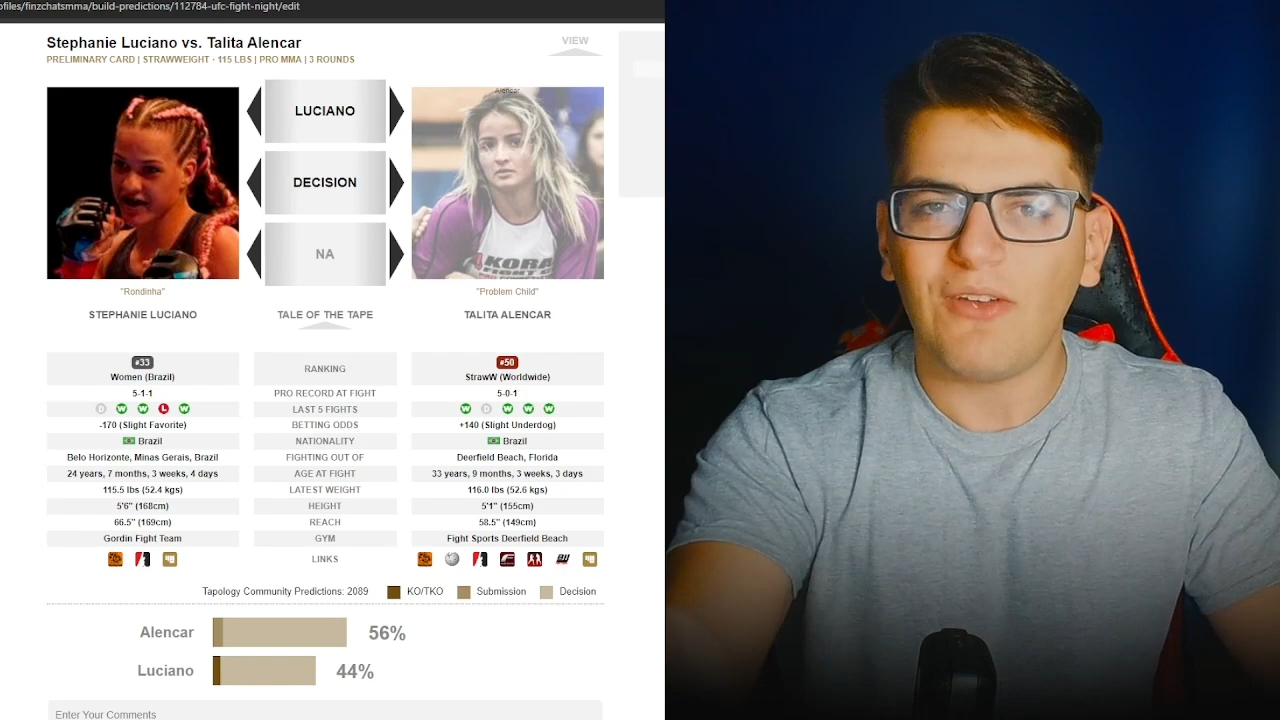 ofiles/finzchatsmma/build-predictions/112784-ufc-fight-night/edit
Stephanie Luciano vs. Talita Alencar
VIEW
PRELIMINARY CARD | STRAWWEIGHT · 115 LBS | PRO MMA | 3 ROUNDS
Alencar
LUCIANO
DECISION
NA
KORA
FIGHT
"Rondinha"
"Problem Child"
STEPHANIE LUCIANO
TALE OF THE TAPE
TALITA ALENCAR
#33
Women (Brazil)
RANKING
#50
StrawW (Worldwide)
5-1-1
PRO RECORD AT FIGHT
5-0-1
D W W L W
LAST 5 FIGHTS
W D W W W
-170 (Slight Favorite)
BETTING ODDS
+140 (Slight Underdog)
Brazil
NATIONALITY
Brazil
Belo Horizonte, Minas Gerais, Brazil
FIGHTING OUT OF
Deerfield Beach, Florida
24 years, 7 months, 3 weeks, 4 days
AGE AT FIGHT
33 years, 9 months, 3 weeks, 3 days
115.5 lbs (52.4 kgs)
LATEST WEIGHT
116.0 lbs (52.6 kgs)
5'6" (168cm)
HEIGHT
5'1" (155cm)
66.5" (169cm)
REACH
58.5" (149cm)
Gordin Fight Team
GYM
Fight Sports Deerfield Beach
LINKS
Tapology Community Predictions: 2089
KO/TKO
Submission
Decision
Alencar
56%
Luciano
44%
Enter Your Comments